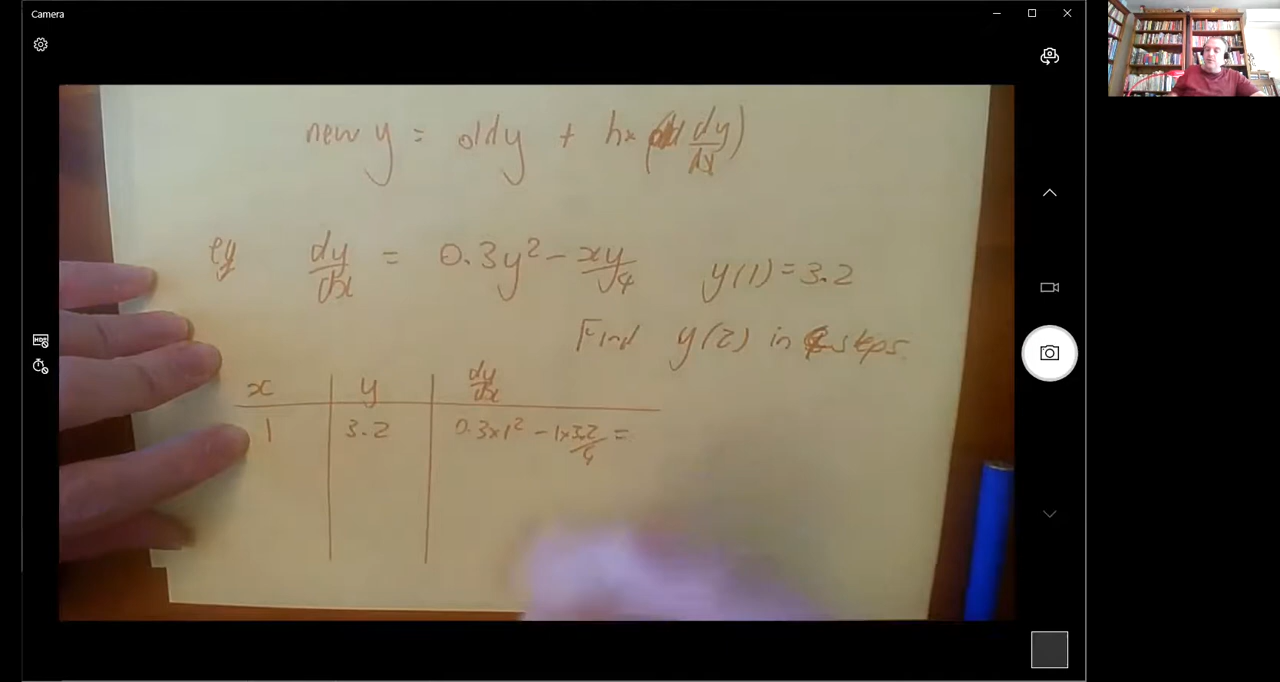 Camera
new y = old y + h× (old dy/dx)
eg dy/dx = 0.3y² - xy/4 y(1) = 3.2
Find y(2) in steps.
x y dy/dx
1 3.2 0.3×1² - 1×3.2/4 =